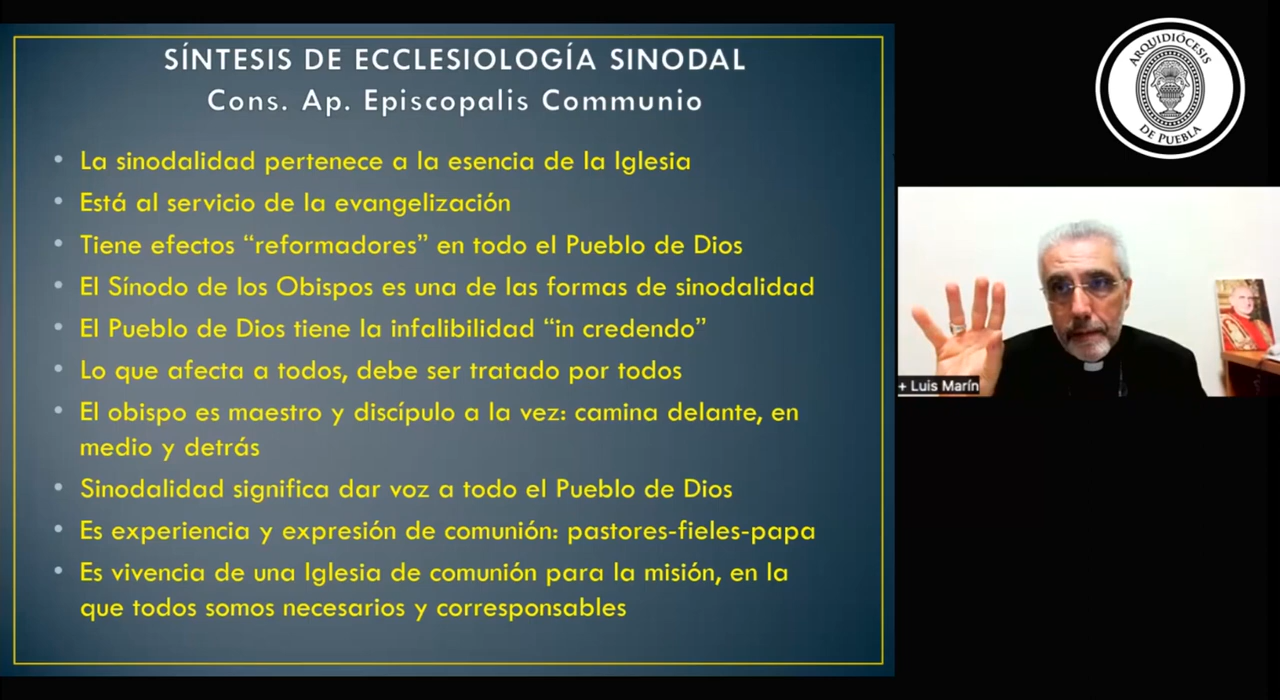 SÍNTESIS DE ECCLESIOLOGÍA SINODAL
Cons. Ap. Episcopalis Communio
• La sinodalidad pertenece a la esencia de la Iglesia
• Está al servicio de la evangelización
• Tiene efectos “reformadores” en todo el Pueblo de Dios
• El Sínodo de los Obispos es una de las formas de sinodalidad
• El Pueblo de Dios tiene la infalibilidad “in credendo”
• Lo que afecta a todos, debe ser tratado por todos
• El obispo es maestro y discípulo a la vez: camina delante, en
medio y detrás
• Sinodalidad significa dar voz a todo el Pueblo de Dios
• Es experiencia y expresión de comunión: pastores-fieles-papa
• Es vivencia de una Iglesia de comunión para la misión, en la
que todos somos necesarios y corresponsables
ARQUIDIÓCESIS
DE PUEBLA
+ Luis Marín